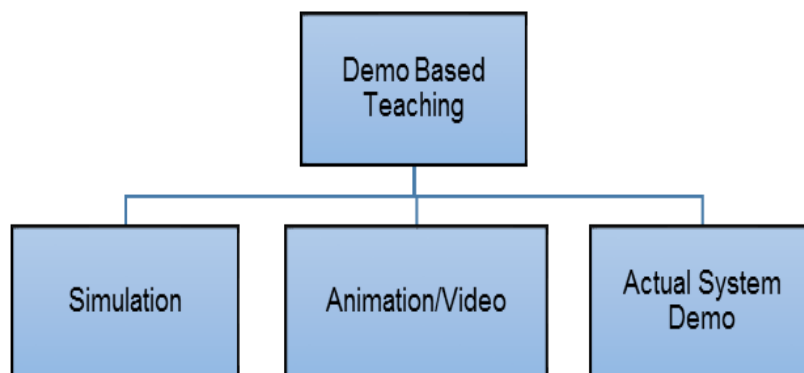 Demo Based
Teaching
Simulation
Animation/Video
Actual System
Demo